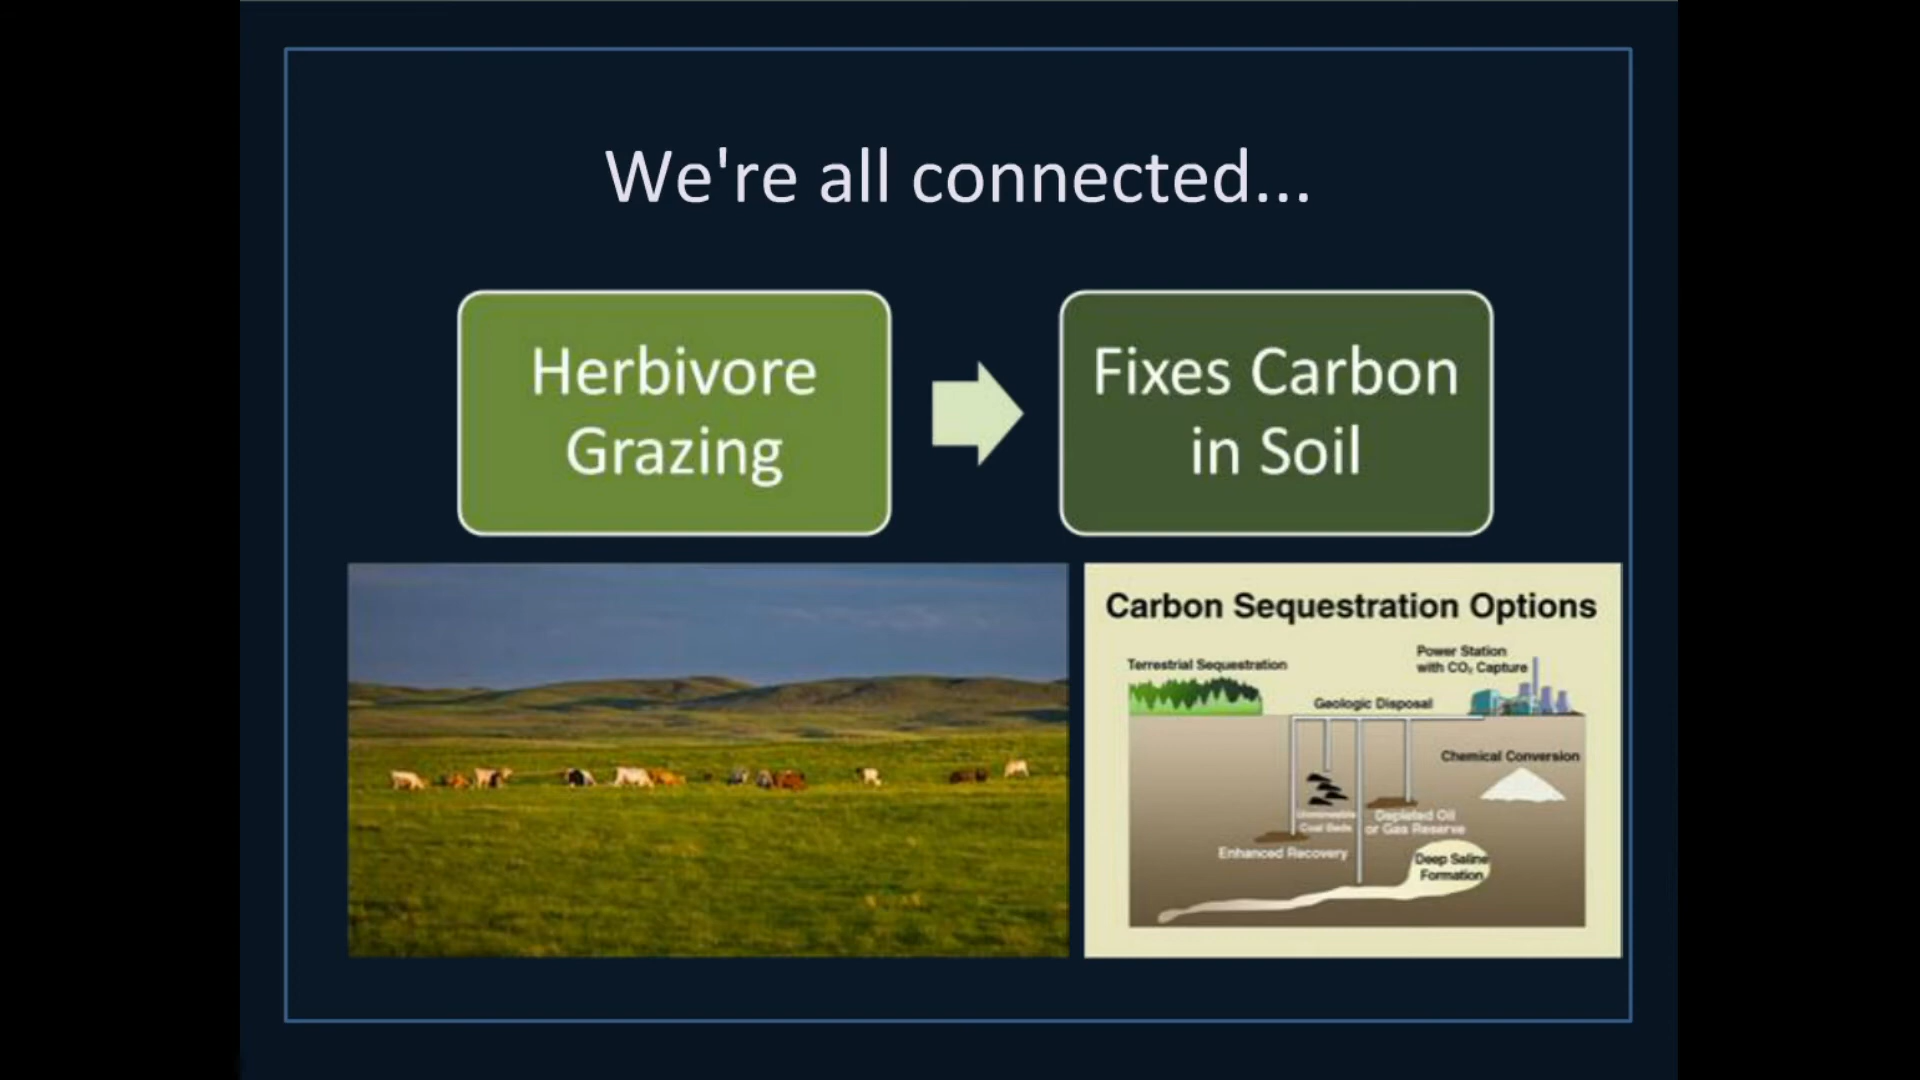 We're all connected...
Herbivore
Grazing
Fixes Carbon
in Soil
Carbon Sequestration Options
Terrestrial Sequestration
Power Station
with CO₂ Capture
Geologic Disposal
Chemical Conversion
Coal Beds
Depleted Oil
or Gas Reserve
Enhanced Recovery
Deep Saline
Formation